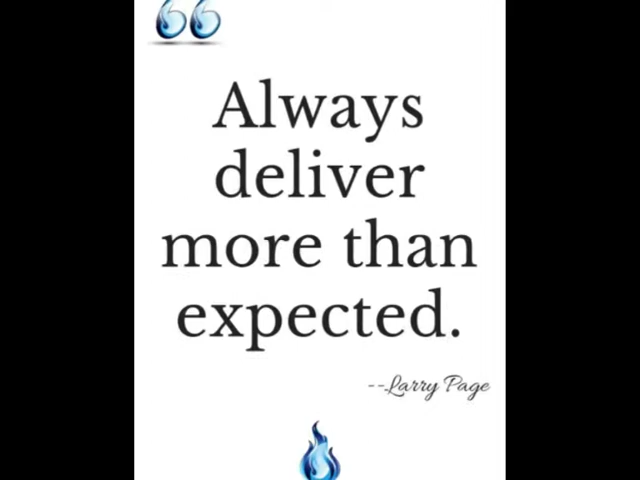 Always
deliver
more than
expected.
--Larry Page